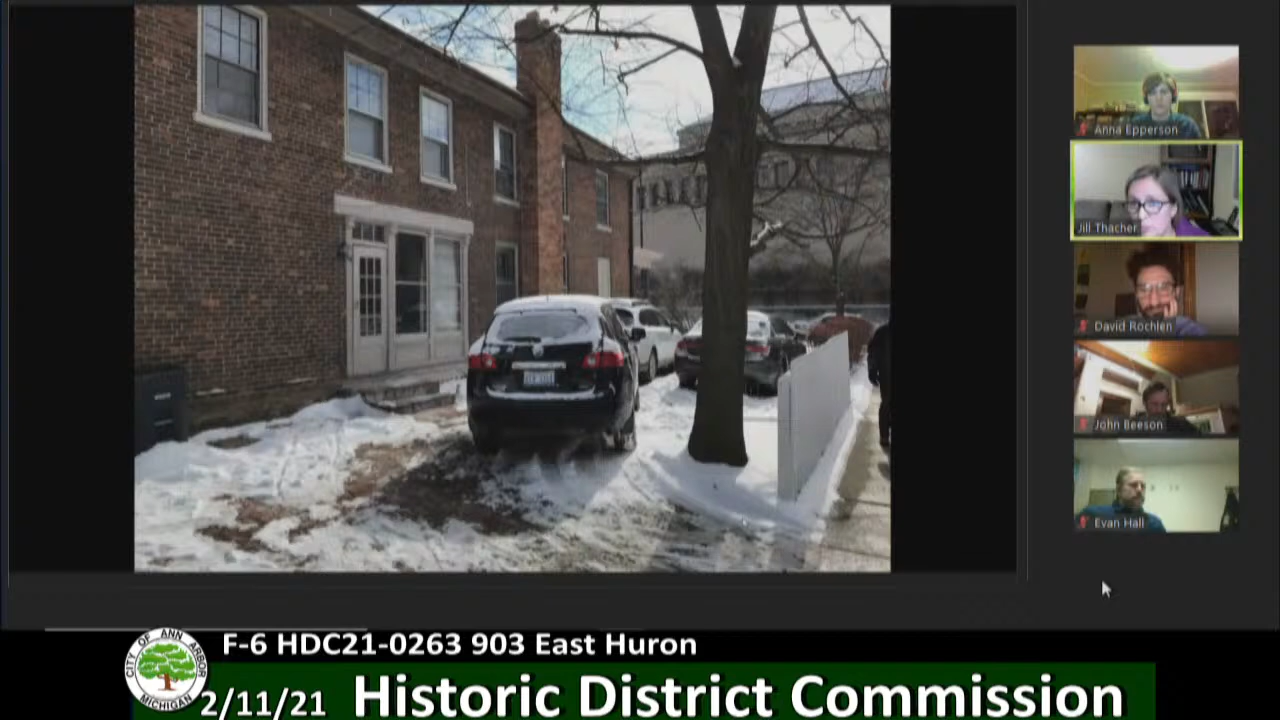 Anna Epperson
Jill Thacher
David Rochlen
John Beeson
Evan Hall
F-6 HDC21-0263 903 East Huron
CITY OF ANN ARBOR
MICHIGAN
2/11/21 Historic District Commission